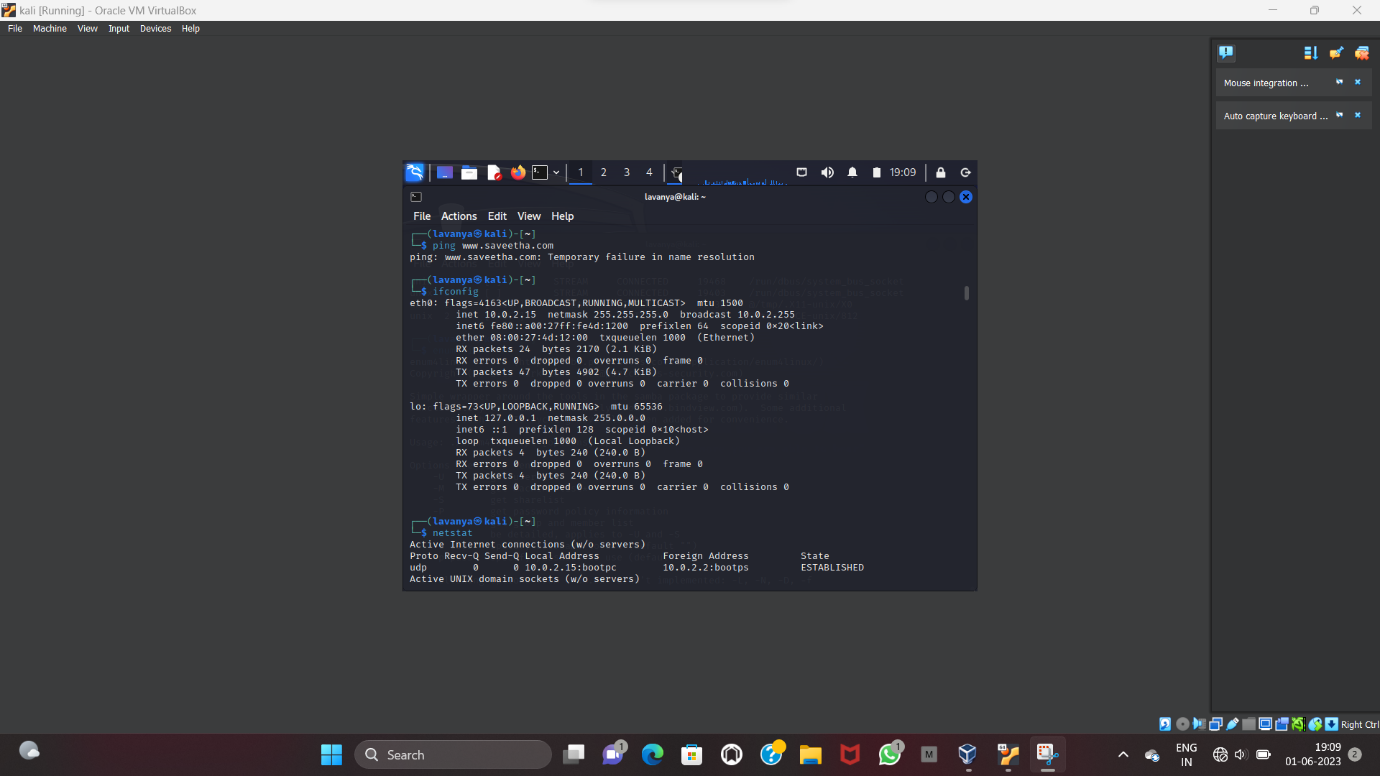 kali [Running] - Oracle VM VirtualBox
File Machine View Input Devices Help
Mouse integration ...
Auto capture keyboard ...
1 2 3 4 19:09
lavanya@kali: ~
File Actions Edit View Help
┌──(lavanya㉿kali)-[~]
└─$ ping www.saveetha.com
ping: www.saveetha.com: Temporary failure in name resolution
┌──(lavanya㉿kali)-[~]
└─$ ifconfig
eth0: flags=4163<UP,BROADCAST,RUNNING,MULTICAST>  mtu 1500
inet 10.0.2.15  netmask 255.255.255.0  broadcast 10.0.2.255
inet6 fe80::a00:27ff:fe4d:1200  prefixlen 64  scopeid 0×20<link>
ether 08:00:27:4d:12:00  txqueuelen 1000  (Ethernet)
RX packets 24  bytes 2170 (2.1 KiB)
RX errors 0  dropped 0  overruns 0  frame 0
TX packets 47  bytes 4902 (4.7 KiB)
TX errors 0  dropped 0 overruns 0  carrier 0  collisions 0
lo: flags=73<UP,LOOPBACK,RUNNING>  mtu 65536
inet 127.0.0.1  netmask 255.0.0.0
inet6 ::1  prefixlen 128  scopeid 0×10<host>
loop  txqueuelen 1000  (Local Loopback)
RX packets 4  bytes 240 (240.0 B)
RX errors 0  dropped 0  overruns 0  frame 0
TX packets 4  bytes 240 (240.0 B)
TX errors 0  dropped 0 overruns 0  carrier 0  collisions 0
┌──(lavanya㉿kali)-[~]
└─$ netstat
Active Internet connections (w/o servers)
Proto Recv-Q Send-Q Local Address           Foreign Address         State
udp        0      0 10.0.2.15:bootpc        10.0.2.2:bootps         ESTABLISHED
Active UNIX domain sockets (w/o servers)
Right Ctrl
Search
1
1
M
ENG
IN
19:09
01-06-2023
2